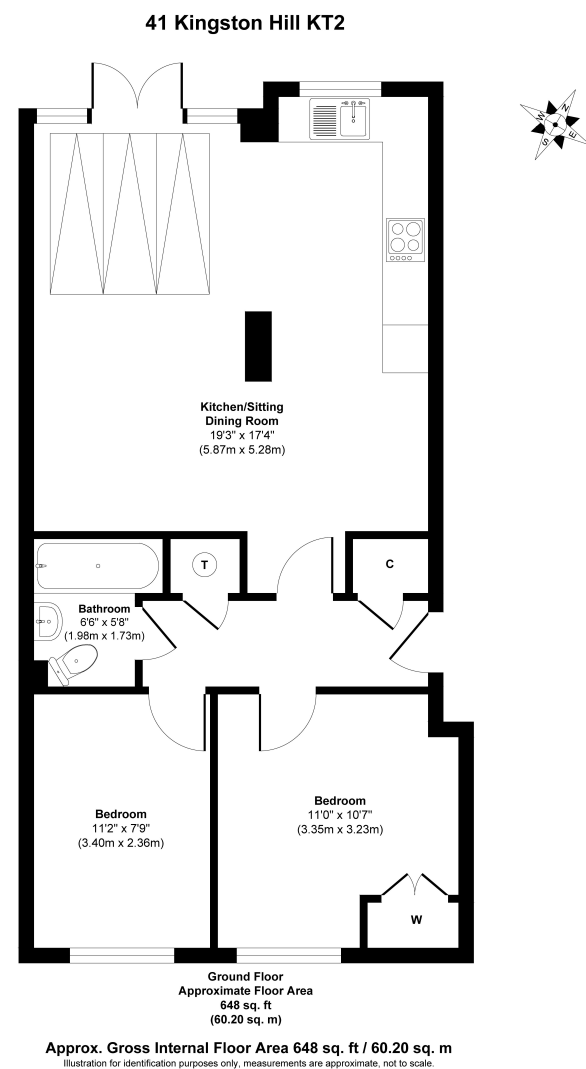 41 Kingston Hill KT2
N
W
E
S
Kitchen/Sitting
Dining Room
19'3" x 17'4"
(5.87m x 5.28m)
T
C
Bathroom
6'6" x 5'8"
(1.98m x 1.73m)
Bedroom
11'2" x 7'9"
(3.40m x 2.36m)
Bedroom
11'0" x 10'7"
(3.35m x 3.23m)
W
Ground Floor
Approximate Floor Area
648 sq. ft
(60.20 sq. m)
Approx. Gross Internal Floor Area 648 sq. ft / 60.20 sq. m
Illustration for identification purposes only, measurements are approximate, not to scale.